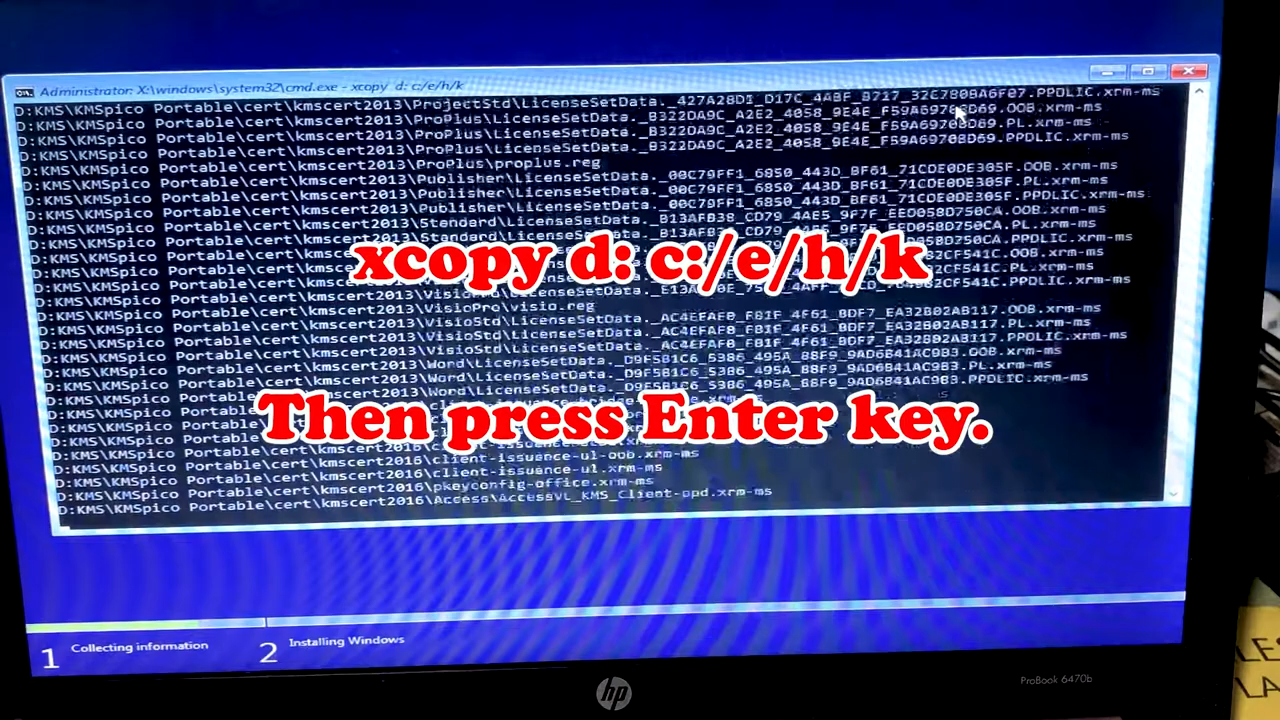 Administrator: X:\windows\system32\cmd.exe - xcopy d: c:/e/h/k
D:KMS\KMSpico Portable\cert\kmscert2013\ProjectStd\LicenseSetData._427A28D1_D17C_4ABF_B717_32C7B0BA6F07.PPDLIC.xrm-ms
D:KMS\KMSpico Portable\cert\kmscert2013\ProPlus\LicenseSetData._B322DA9C_A2E2_4058_9E4E_F59A6970BD69.OOB.xrm-ms
D:KMS\KMSpico Portable\cert\kmscert2013\ProPlus\LicenseSetData._B322DA9C_A2E2_4058_9E4E_F59A6970BD69.PL.xrm-ms
D:KMS\KMSpico Portable\cert\kmscert2013\ProPlus\LicenseSetData._B322DA9C_A2E2_4058_9E4E_F59A6970BD69.PPDLIC.xrm-ms
D:KMS\KMSpico Portable\cert\kmscert2013\ProPlus\proplus.reg
D:KMS\KMSpico Portable\cert\kmscert2013\Publisher\LicenseSetData._00C79FF1_6850_443D_BF61_71CDE0DE305F.OOB.xrm-ms
D:KMS\KMSpico Portable\cert\kmscert2013\Publisher\LicenseSetData._00C79FF1_6850_443D_BF61_71CDE0DE305F.PL.xrm-ms
D:KMS\KMSpico Portable\cert\kmscert2013\Publisher\LicenseSetData._00C79FF1_6850_443D_BF61_71CDE0DE305F.PPDLIC.xrm-ms
D:KMS\KMSpico Portable\cert\kmscert2013\Standard\LicenseSetData._B13AFB38_CD79_4AE5_9F7F_EED058D750CA.OOB.xrm-ms
D:KMS\KMSpico Portable\cert\kmscert2013\Standard\LicenseSetData.
xcopy d: c:/e/h/k
D:KMS\KMSpico Portable\cert\kmscert2013\VisioPro\visio.reg
D:KMS\KMSpico Portable\cert\kmscert2013\VisioStd\LicenseSetData._AC4EFAF0_F81F_4F61_BDF7_EA32B02AB117.OOB.xrm-ms
D:KMS\KMSpico Portable\cert\kmscert2013\VisioStd\LicenseSetData._AC4EFAF0_F81F_4F61_BDF7_EA32B02AB117.PL.xrm-ms
D:KMS\KMSpico Portable\cert\kmscert2013\VisioStd\LicenseSetData._AC4EFAF0_F81F_4F61_BDF7_EA32B02AB117.PPDLIC.xrm-ms
D:KMS\KMSpico Portable\cert\kmscert2013\Word\LicenseSetData._D9F5B1C6_5386_495A_88F9_9AD6B41AC9B3.OOB.xrm-ms
D:KMS\KMSpico Portable\cert\kmscert2013\Word\LicenseSetData._D9F5B1C6_5386_495A_88F9_9AD6B41AC9B3.PL.xrm-ms
D:KMS\KMSpico Portable\cert\kmscert2013\Word\LicenseSetData._D9F5B1C6_5386_495A_88F9_9AD6B41AC9B3.PPDLIC.xrm-ms
Then press Enter key.
D:KMS\KMSpico Portable\cert\kmscert2016\client-issuance-ul-oob.xrm-ms
D:KMS\KMSpico Portable\cert\kmscert2016\client-issuance-ul.xrm-ms
D:KMS\KMSpico Portable\cert\kmscert2016\pkeyconfig-office.xrm-ms
D:KMS\KMSpico Portable\cert\kmscert2016\Access\AccessVL_KMS_Client-ppd.xrm-ms
1 Collecting information
2 Installing Windows
hp
ProBook 6470b